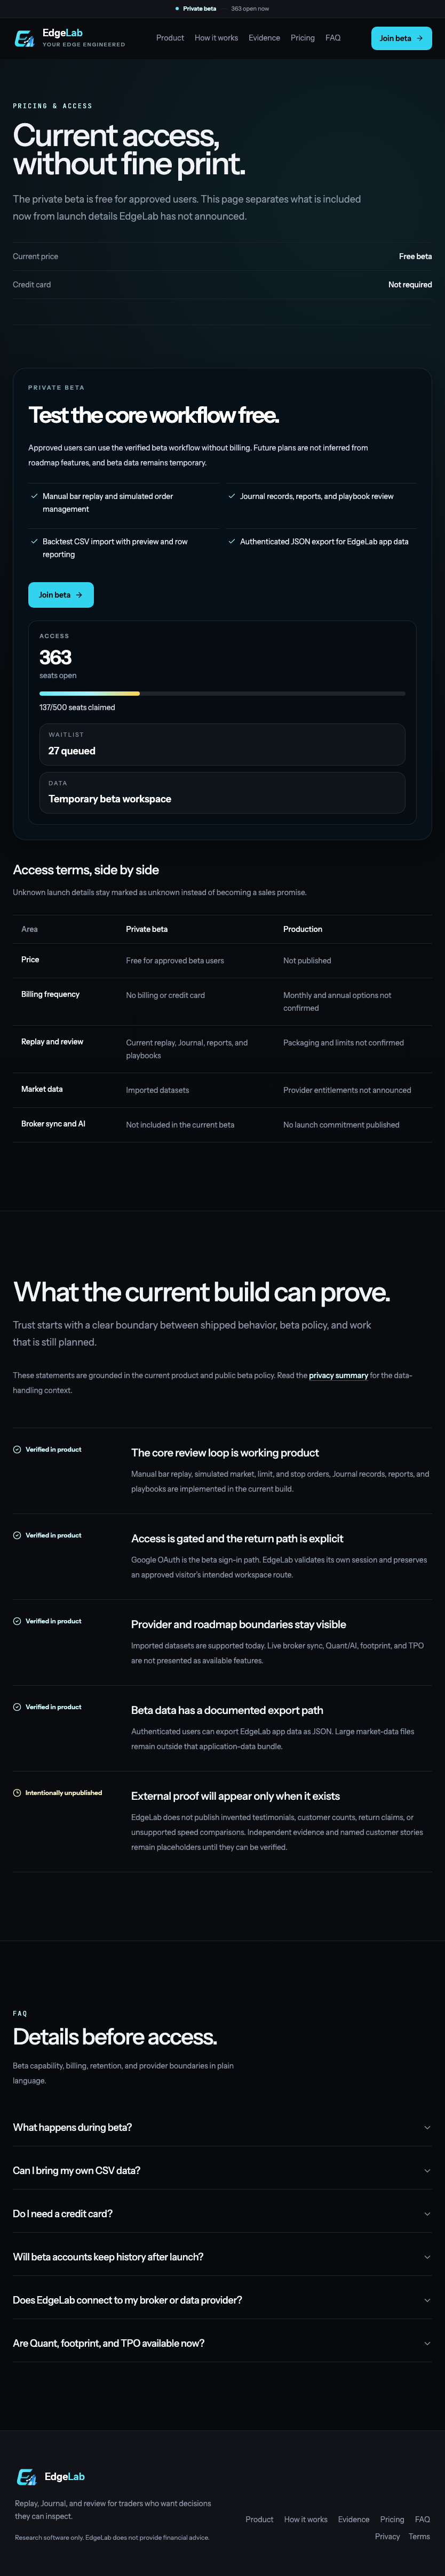 Private beta 363 open now
EdgeLab
YOUR EDGE ENGINEERED
Product How it works Evidence Pricing FAQ
Join beta
PRICING & ACCESS
Current access,
without fine print.
The private beta is free for approved users. This page separates what is included
now from launch details EdgeLab has not announced.
Current price Free beta
Credit card Not required
PRIVATE BETA
Test the core workflow free.
Approved users can use the verified beta workflow without billing. Future plans are not inferred from
roadmap features, and beta data remains temporary.
Manual bar replay and simulated order
management
Journal records, reports, and playbook review
Backtest CSV import with preview and row
reporting
Authenticated JSON export for EdgeLab app data
Join beta
ACCESS
363
seats open
137/500 seats claimed
WAITLIST
27 queued
DATA
Temporary beta workspace
Access terms, side by side
Unknown launch details stay marked as unknown instead of becoming a sales promise.
Area Private beta Production
Price Free for approved beta users Not published
Billing frequency No billing or credit card Monthly and annual options not
confirmed
Replay and review Current replay, Journal, reports, and
playbooks
Packaging and limits not confirmed
Market data Imported datasets Provider entitlements not announced
Broker sync and AI Not included in the current beta No launch commitment published
What the current build can prove.
Trust starts with a clear boundary between shipped behavior, beta policy, and work
that is still planned.
These statements are grounded in the current product and public beta policy. Read the privacy summary for the data-
handling context.
Verified in product
The core review loop is working product
Manual bar replay, simulated market, limit, and stop orders, Journal records, reports, and
playbooks are implemented in the current build.
Verified in product
Access is gated and the return path is explicit
Google OAuth is the beta sign-in path. EdgeLab validates its own session and preserves
an approved visitor's intended workspace route.
Verified in product
Provider and roadmap boundaries stay visible
Imported datasets are supported today. Live broker sync, Quant/AI, footprint, and TPO
are not presented as available features.
Verified in product
Beta data has a documented export path
Authenticated users can export EdgeLab app data as JSON. Large market-data files
remain outside that application-data bundle.
Intentionally unpublished
External proof will appear only when it exists
EdgeLab does not publish invented testimonials, customer counts, return claims, or
unsupported speed comparisons. Independent evidence and named customer stories
remain placeholders until they can be verified.
FAQ
Details before access.
Beta capability, billing, retention, and provider boundaries in plain
language.
What happens during beta?
Can I bring my own CSV data?
Do I need a credit card?
Will beta accounts keep history after launch?
Does EdgeLab connect to my broker or data provider?
Are Quant, footprint, and TPO available now?
EdgeLab
Replay, Journal, and review for traders who want decisions
they can inspect.
Research software only. EdgeLab does not provide financial advice.
Product How it works Evidence Pricing FAQ
Privacy Terms